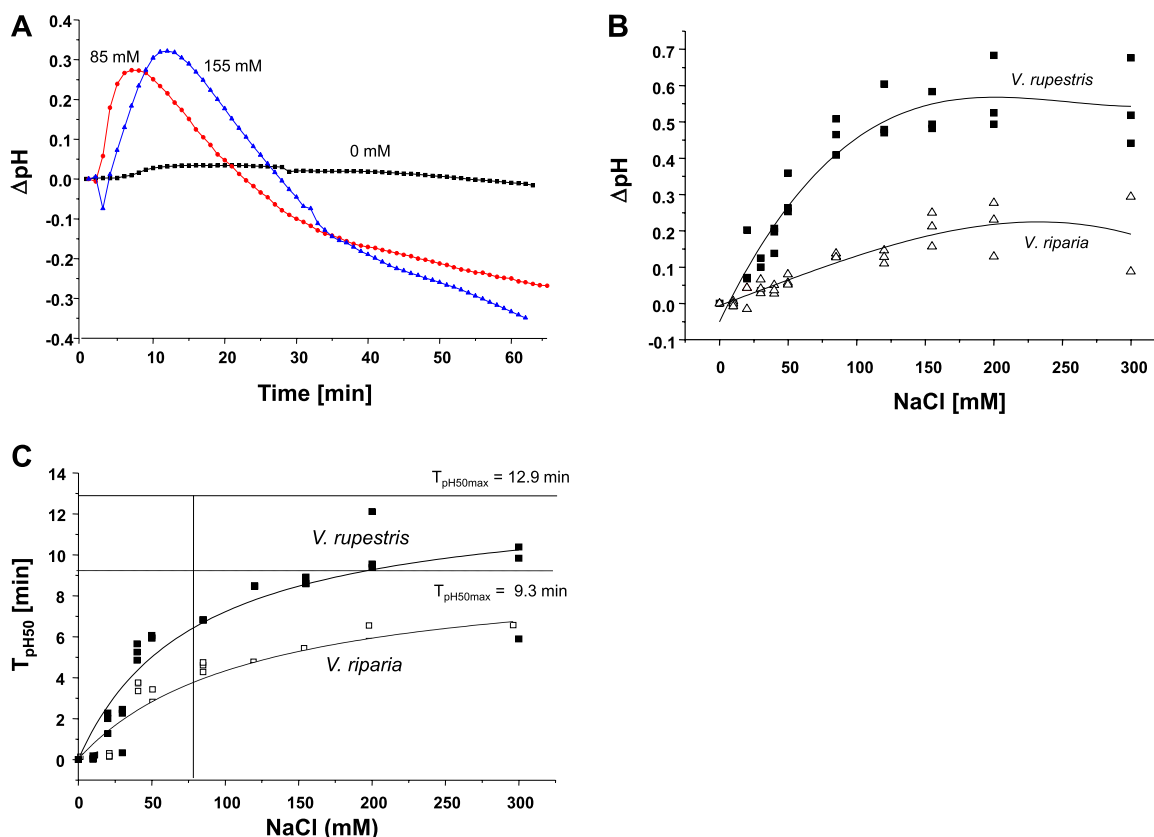 A
0.4
0.3
0.2
0.1
0.0
-0.1
-0.2
-0.3
-0.4
ΔpH
85 mM
155 mM
0 mM
0 10 20 30 40 50 60
Time [min]
B
0.7
0.6
0.5
0.4
0.3
0.2
0.1
0.0
-0.1
ΔpH
V. rupestris
V. riparia
0 50 100 150 200 250 300
NaCl [mM]
C
14
12
10
8
6
4
2
0
TpH50 [min]
TpH50max = 12.9 min
V. rupestris
TpH50max = 9.3 min
V. riparia
0 50 100 150 200 250 300
NaCl (mM)